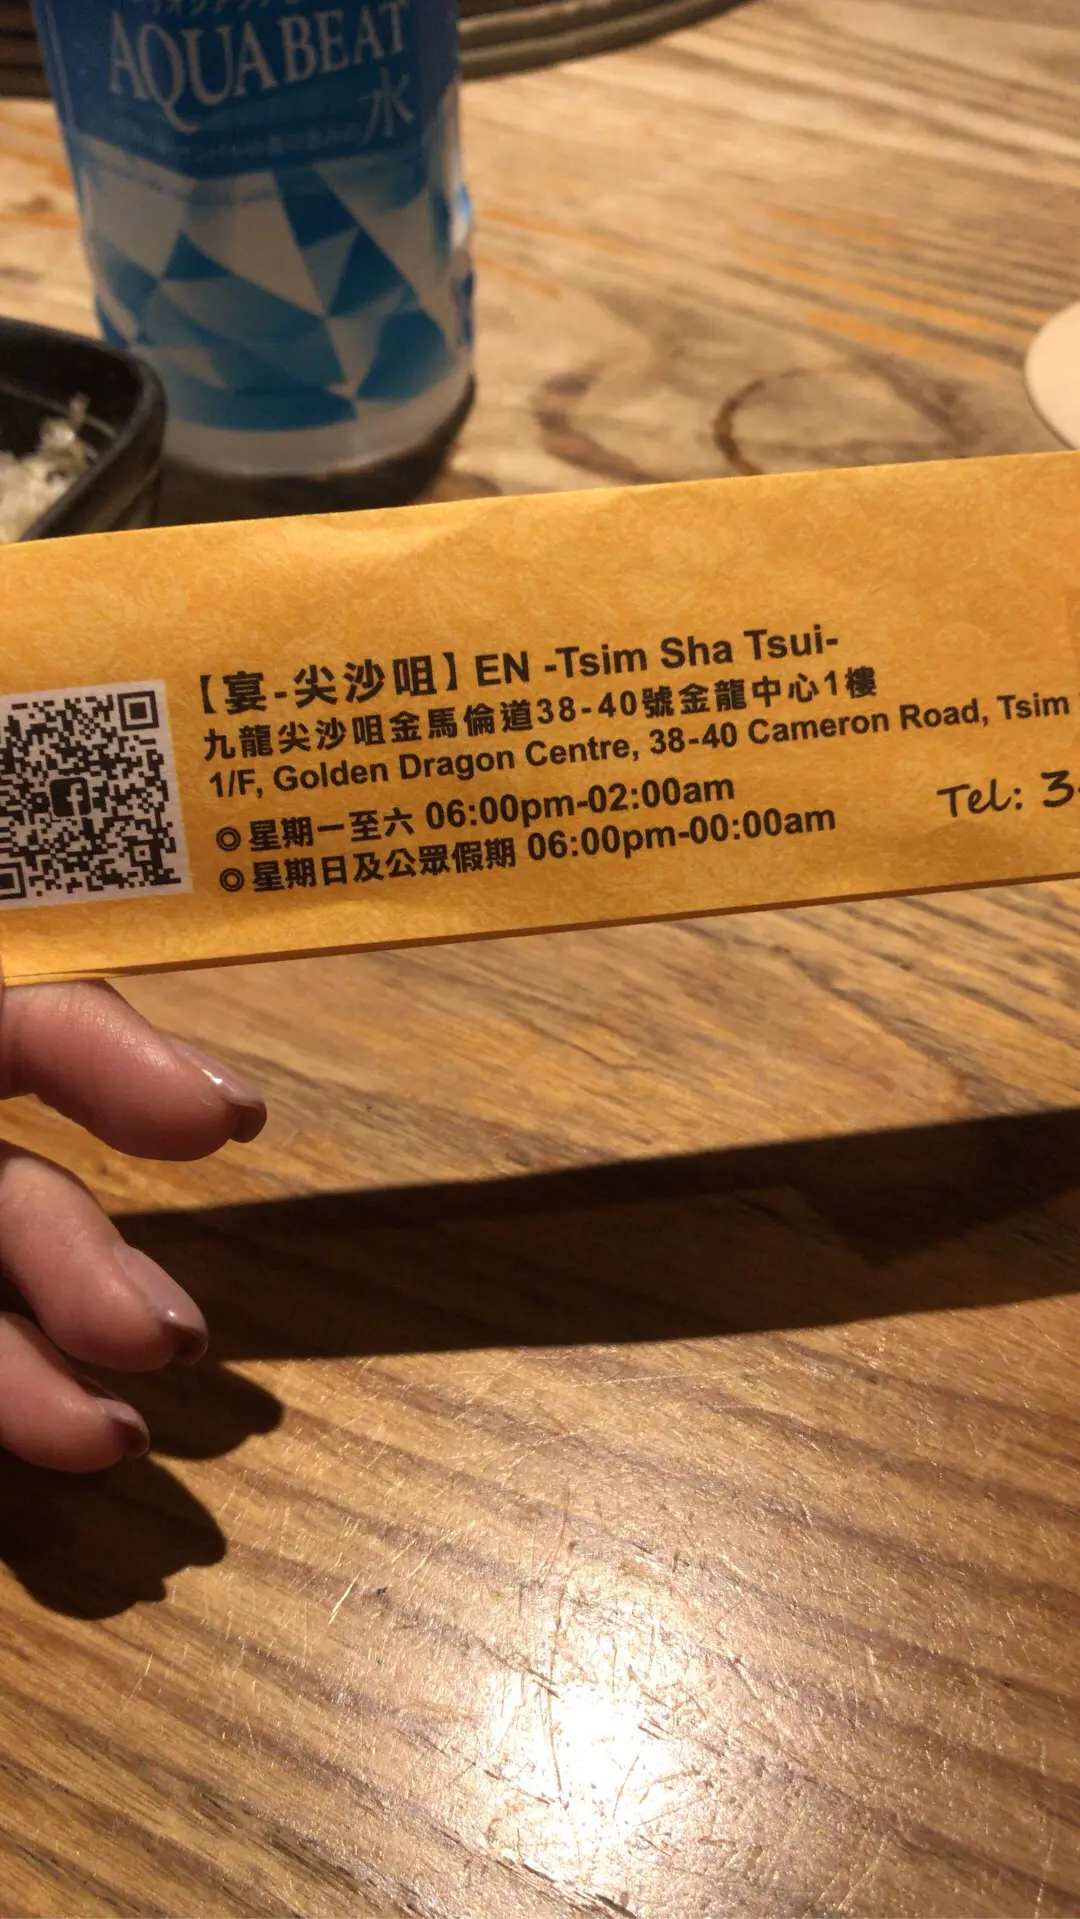 AQUA BEAT
水
【宴-尖沙咀】EN -Tsim Sha Tsui-
九龍尖沙咀金馬倫道38-40號金龍中心1樓
1/F, Golden Dragon Centre, 38-40 Cameron Road, Tsim
◎星期一至六 06:00pm-02:00am
◎星期日及公眾假期 06:00pm-00:00am
Tel: 3